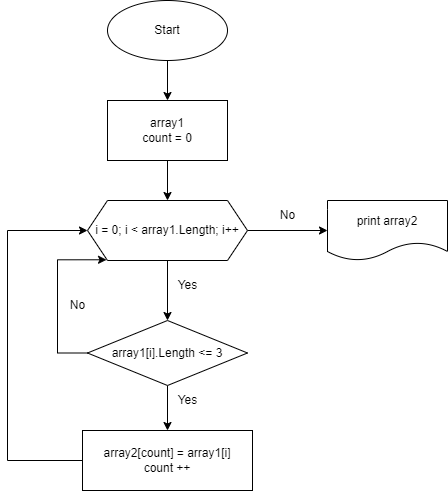 Start
array1
count = 0
i = 0; i < array1.Length; i++
No
print array2
Yes
No
array1[i].Length <= 3
Yes
array2[count] = array1[i]
count ++